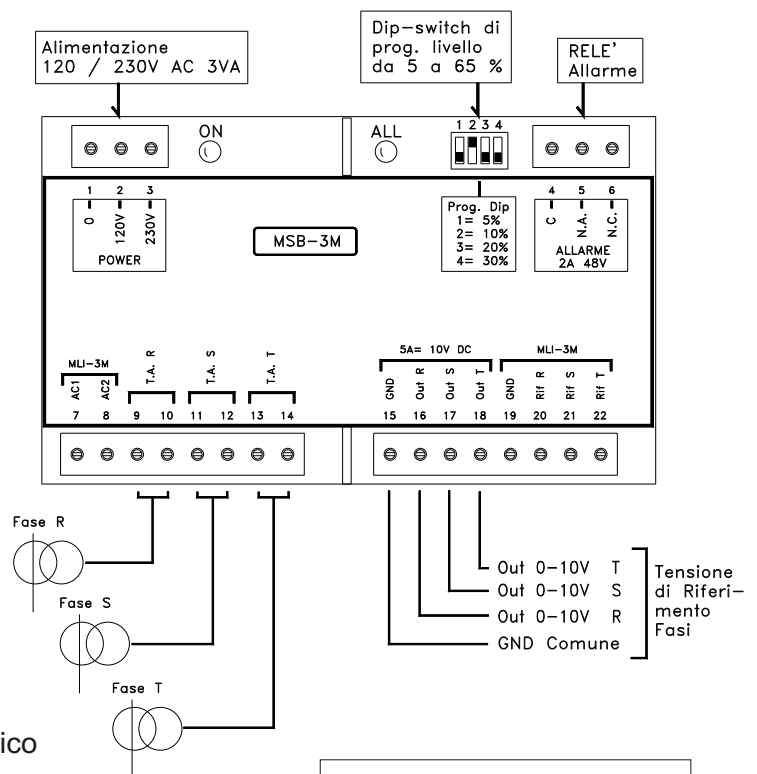 Alimentazione
120 / 230V AC 3VA
Dip-switch di
prog. livello
da 5 a 65 %
RELE'
Allarme
ON
ALL
1 2 3 4
1 2 3
0 120V 230V
POWER
MSB-3M
Prog. Dip
1= 5%
2= 10%
3= 20%
4= 30%
4 5 6
C N.A. N.C.
ALLARME
2A 48V
MLI-3M
AC1 AC2
T.A. R
T.A. S
T.A. T
7 8 9 10 11 12 13 14
5A= 10V DC
MLI-3M
GND Out R Out S Out T GND Rif R Rif S Rif T
15 16 17 18 19 20 21 22
Fase R
Fase S
Fase T
Out 0-10V T
Out 0-10V S
Out 0-10V R
GND Comune
Tensione
di Riferi-
mento
Fasi
ico